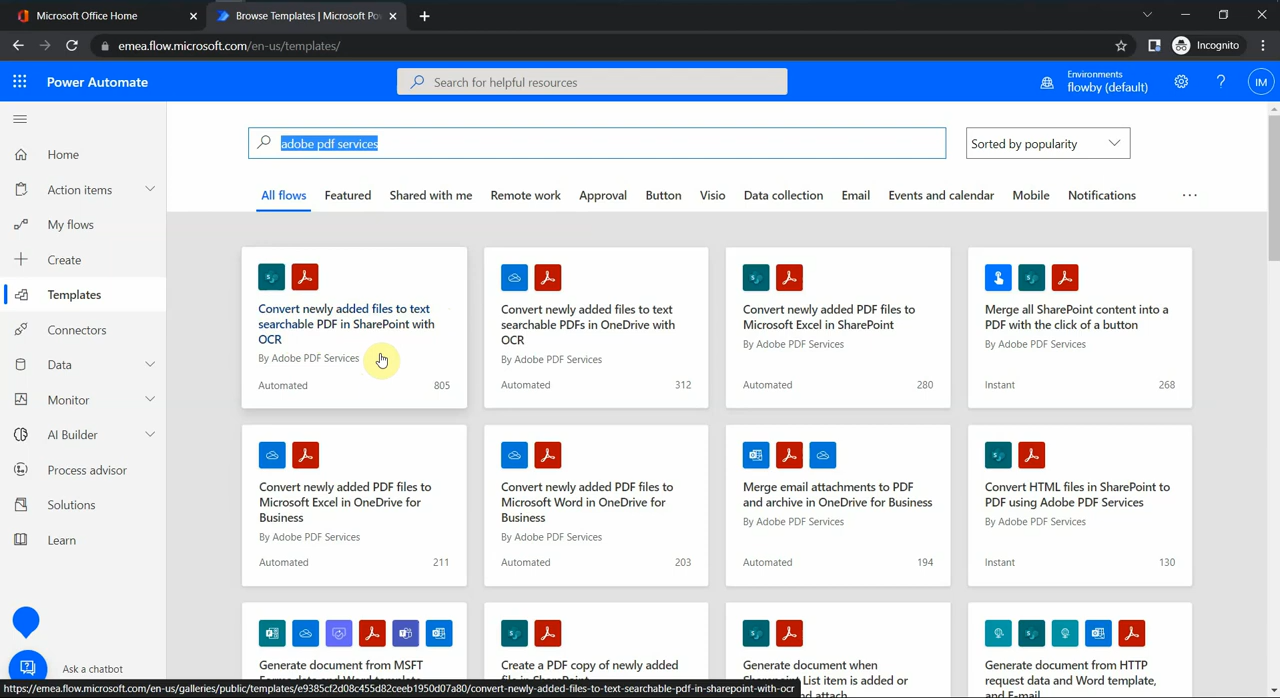 Microsoft Office Home
Browse Templates | Microsoft Po
emea.flow.microsoft.com/en-us/templates/
Incognito
Power Automate
Search for helpful resources
Environments
flowby (default)
IM
Home
Action items
My flows
Create
Templates
Connectors
Data
Monitor
AI Builder
Process advisor
Solutions
Learn
Ask a chatbot
adobe pdf services
Sorted by popularity
All flows
Featured
Shared with me
Remote work
Approval
Button
Visio
Data collection
Email
Events and calendar
Mobile
Notifications
Convert newly added files to text
searchable PDF in SharePoint with
OCR
By Adobe PDF Services
Automated
805
Convert newly added files to text
searchable PDFs in OneDrive with
OCR
By Adobe PDF Services
Automated
312
Convert newly added PDF files to
Microsoft Excel in SharePoint
By Adobe PDF Services
Automated
280
Merge all SharePoint content into a
PDF with the click of a button
By Adobe PDF Services
Instant
268
Convert newly added PDF files to
Microsoft Excel in OneDrive for
Business
By Adobe PDF Services
Automated
211
Convert newly added PDF files to
Microsoft Word in OneDrive for
Business
By Adobe PDF Services
Automated
203
Merge email attachments to PDF
and archive in OneDrive for Business
By Adobe PDF Services
Automated
194
Convert HTML files in SharePoint to
PDF using Adobe PDF Services
By Adobe PDF Services
Instant
130
Generate document from MSFT
Create a PDF copy of newly added
Generate document when
Sharepoint List item is added or
Generate document from HTTP
request data and Word template,
and E-mail
https://emea.flow.microsoft.com/en-us/galleries/public/templates/e9385cf2d08c455d82ceeb1950d07a80/convert-newly-added-files-to-text-searchable-pdf-in-sharepoint-with-ocr